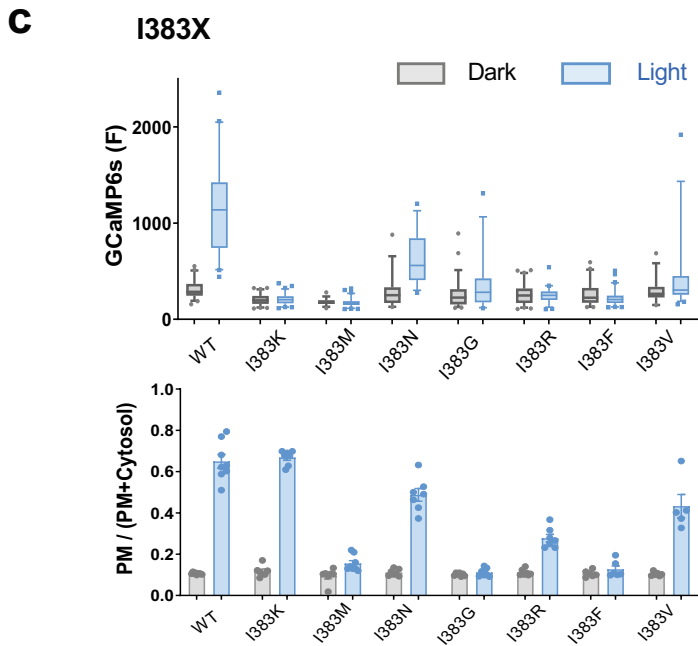 C
I383X
Dark Light
GCaMP6s (F)
2000
1000
0
WT I383K I383M I383N I383G I383R I383F I383V
PM / (PM+Cytosol)
1.0
0.8
0.6
0.4
0.2
0.0
WT I383K I383M I383N I383G I383R I383F I383V